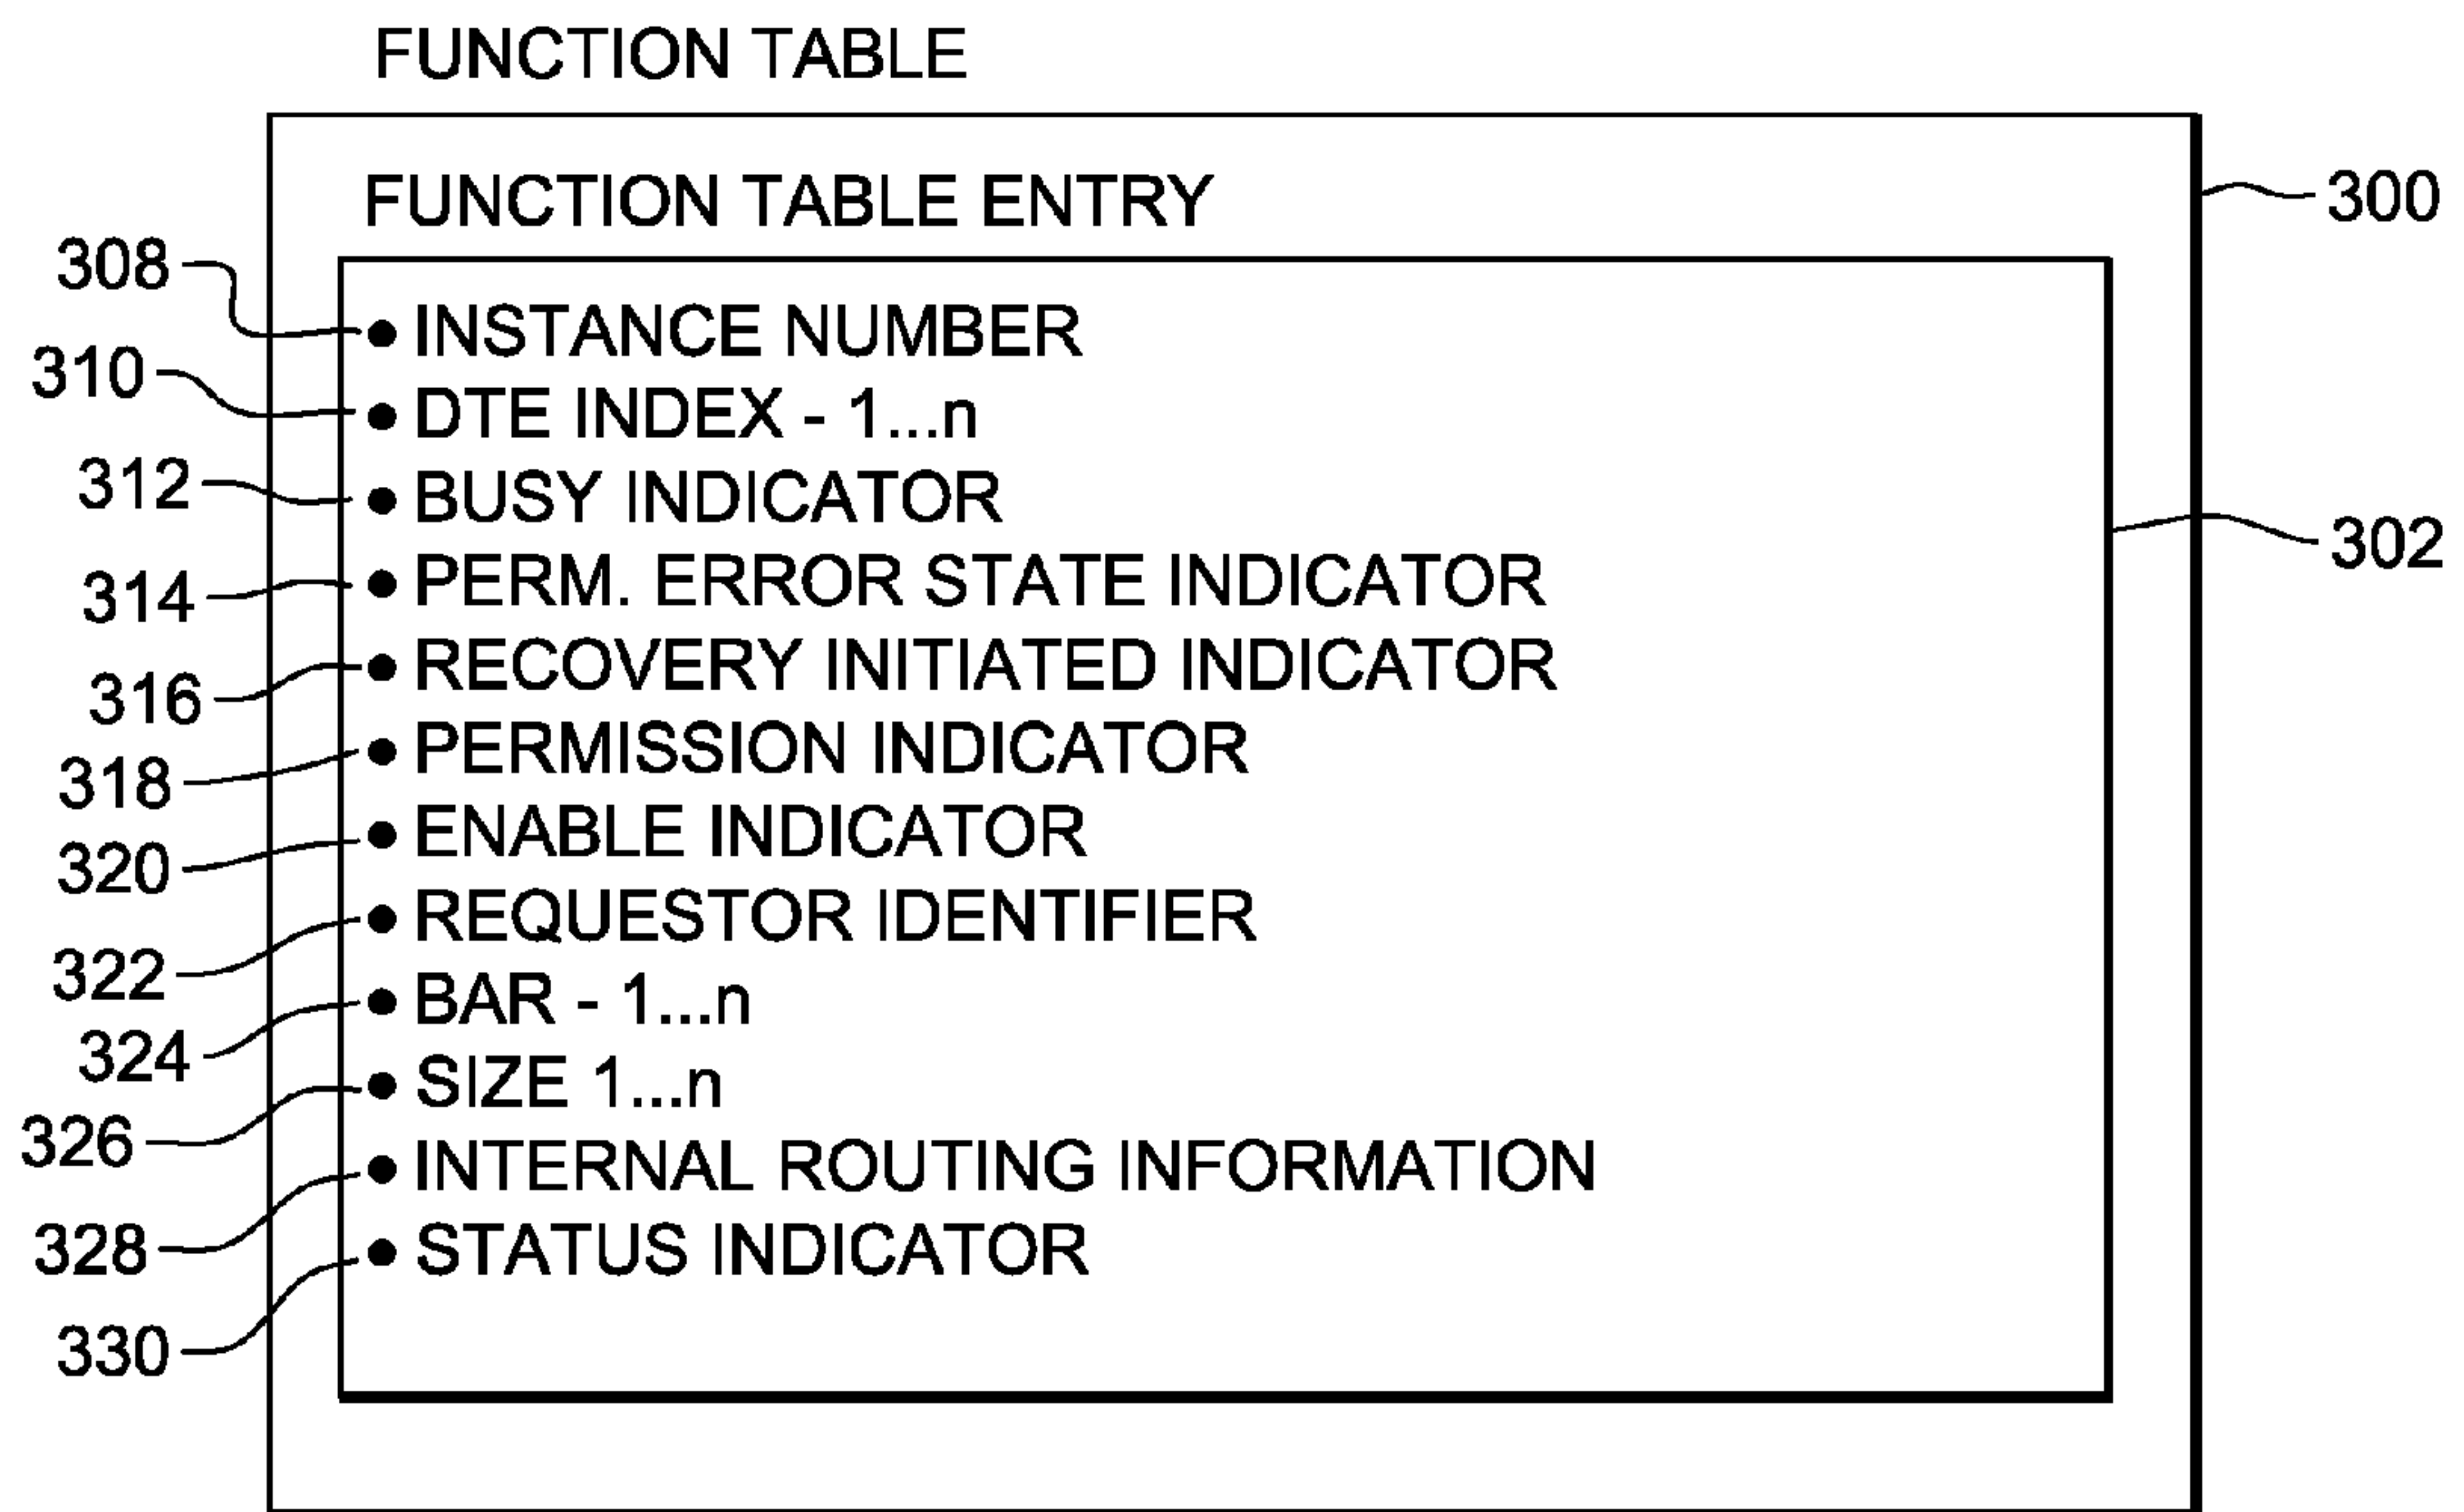 FUNCTION TABLE
FUNCTION TABLE ENTRY
300
308
● INSTANCE NUMBER
310
● DTE INDEX - 1...n
312
● BUSY INDICATOR
302
314
● PERM. ERROR STATE INDICATOR
316
● RECOVERY INITIATED INDICATOR
318
● PERMISSION INDICATOR
320
● ENABLE INDICATOR
322
● REQUESTOR IDENTIFIER
324
● BAR - 1...n
326
● SIZE 1...n
328
● INTERNAL ROUTING INFORMATION
330
● STATUS INDICATOR